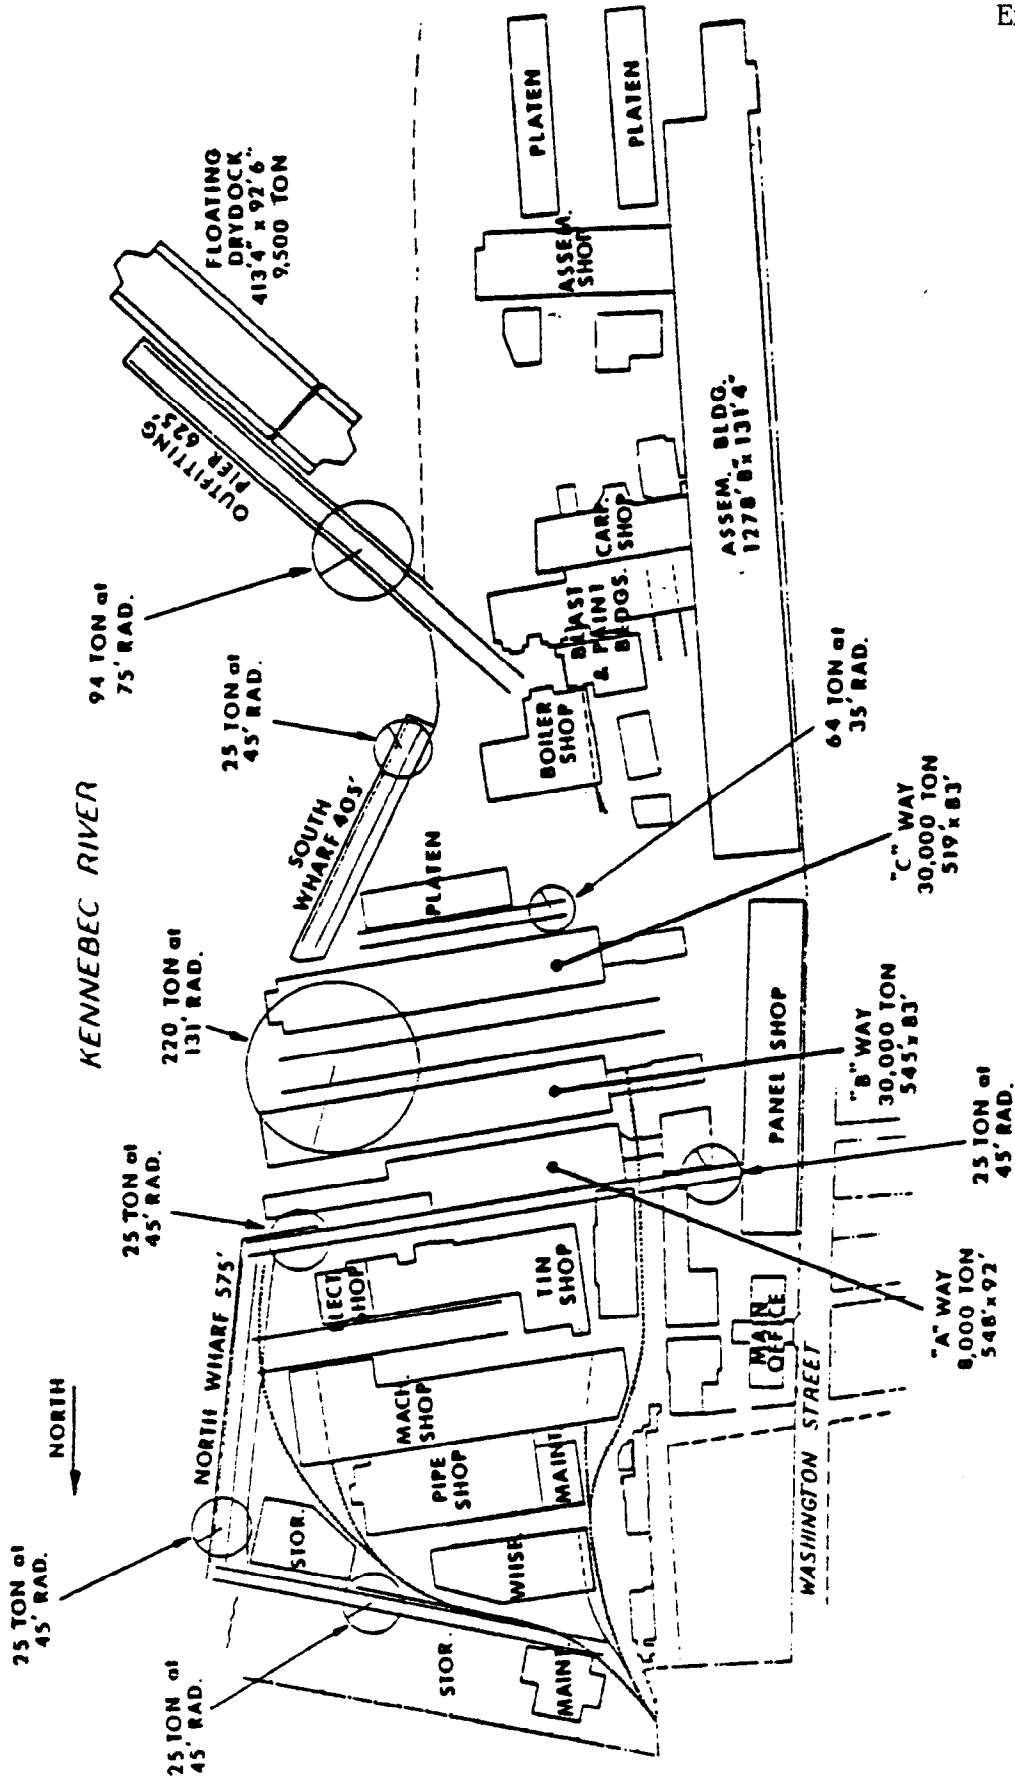 KENNEBEC RIVER
NORTH
25 TON at
45' RAD.
25 TON at
45' RAD.
NORTH WHARF 575'
25 TON at
45' RAD.
220 TON at
131' RAD.
SOUTH
WHARF 405'
25 TON at
45' RAD.
94 TON at
75' RAD.
OUTFITTING
PIER 625'
FLOATING
DRYDOCK
413'4" x 92'6"
9,500 TON
STOR.
STOR.
MAINT.
WHSE.
PIPE
SHOP
MAINT.
MACH.
SHOP
ELECT.
SHOP
TIN
SHOP
PLATEN
BOILER
SHOP
BLAST
& PAINT
BLDGS.
CARP.
SHOP
ASSEM.
SHOP
PLATEN
PLATEN
MAIN
OFFICE
PANEL SHOP
ASSEM. BLDG.
1278'8" x 131'4"
WASHINGTON STREET
"A" WAY
8,000 TON
548' x 92'
25 TON at
45' RAD.
"B" WAY
30,000 TON
545' x 83'
"C" WAY
30,000 TON
519' x 83'
64 TON at
35' RAD.